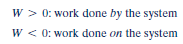 W > 0: work done by the system
W < 0: work done on the system